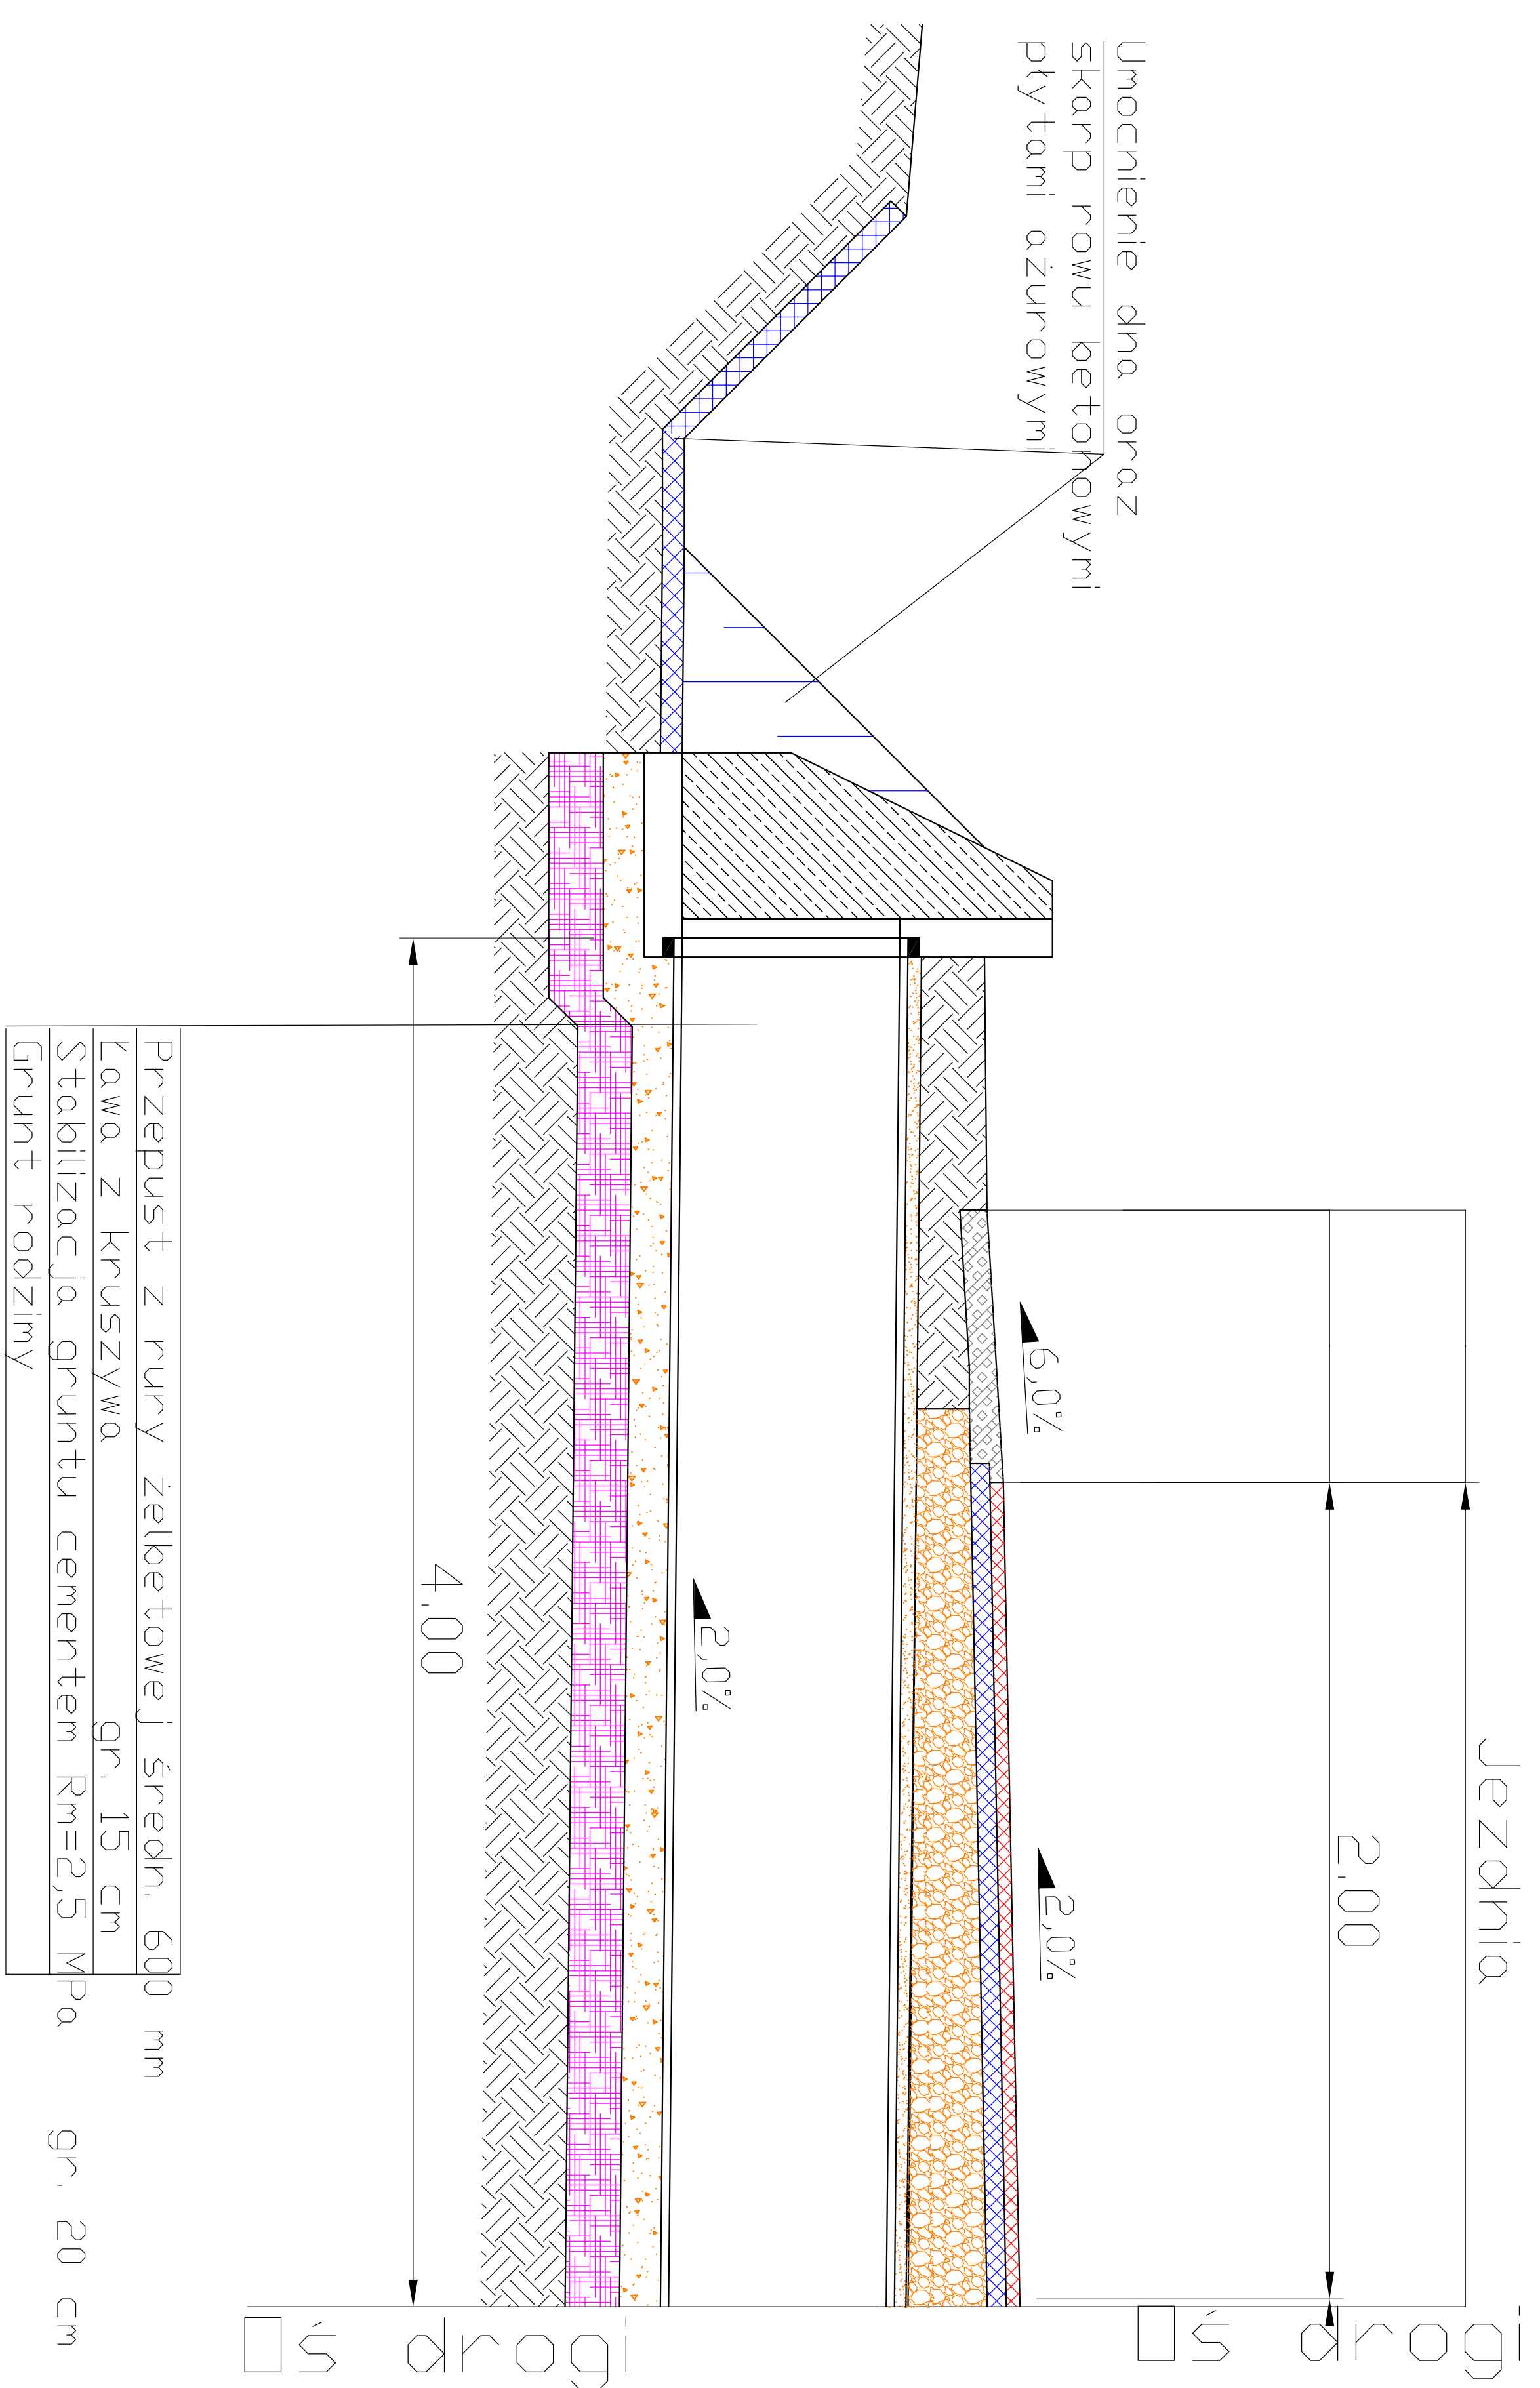 Umocnienie dna oraz
skarp rowu betonowymi
płytami ażurowymi
Jezdnia
2,00
6,0%
2,0%
2,0%
4,00
Przepust z rury żelbetowej średn. 600 mm
Ława z kruszywa gr. 15 cm
Stabilizacja gruntu cementem Rm=2,5 MPa gr. 20 cm
Grunt rodzimy
Oś drogi
Oś drogi